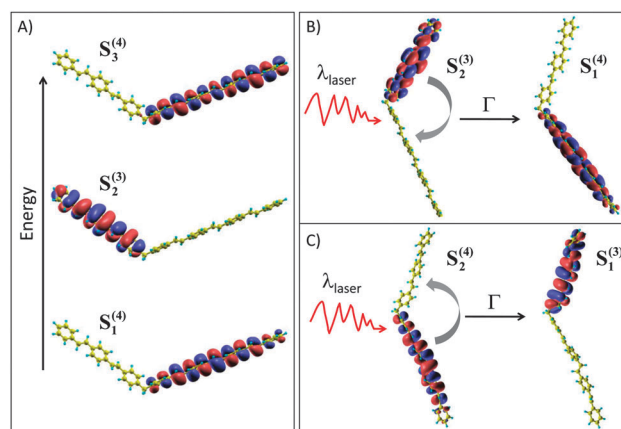 A)
S₃⁽⁴⁾
S₂⁽³⁾
S₁⁽⁴⁾
Energy
B)
λlaser
S₂⁽³⁾
Γ
S₁⁽⁴⁾
C)
λlaser
S₂⁽⁴⁾
Γ
S₁⁽³⁾